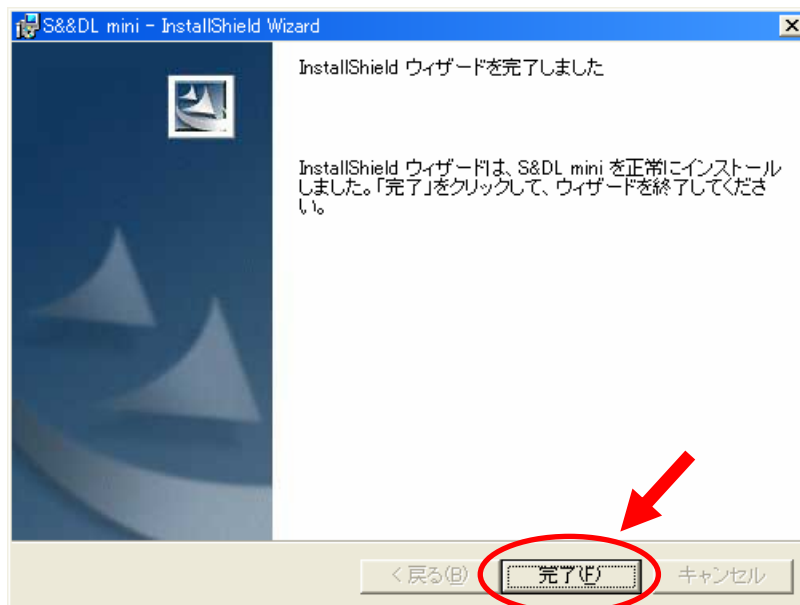 S&&DL mini - InstallShield Wizard
InstallShield ウィザードを完了しました
InstallShield ウィザードは、S&DL mini を正常にインストール
しました。「完了」をクリックして、ウィザードを終了してくださ
い。
< 戻る(B)
完了(F)
キャンセル